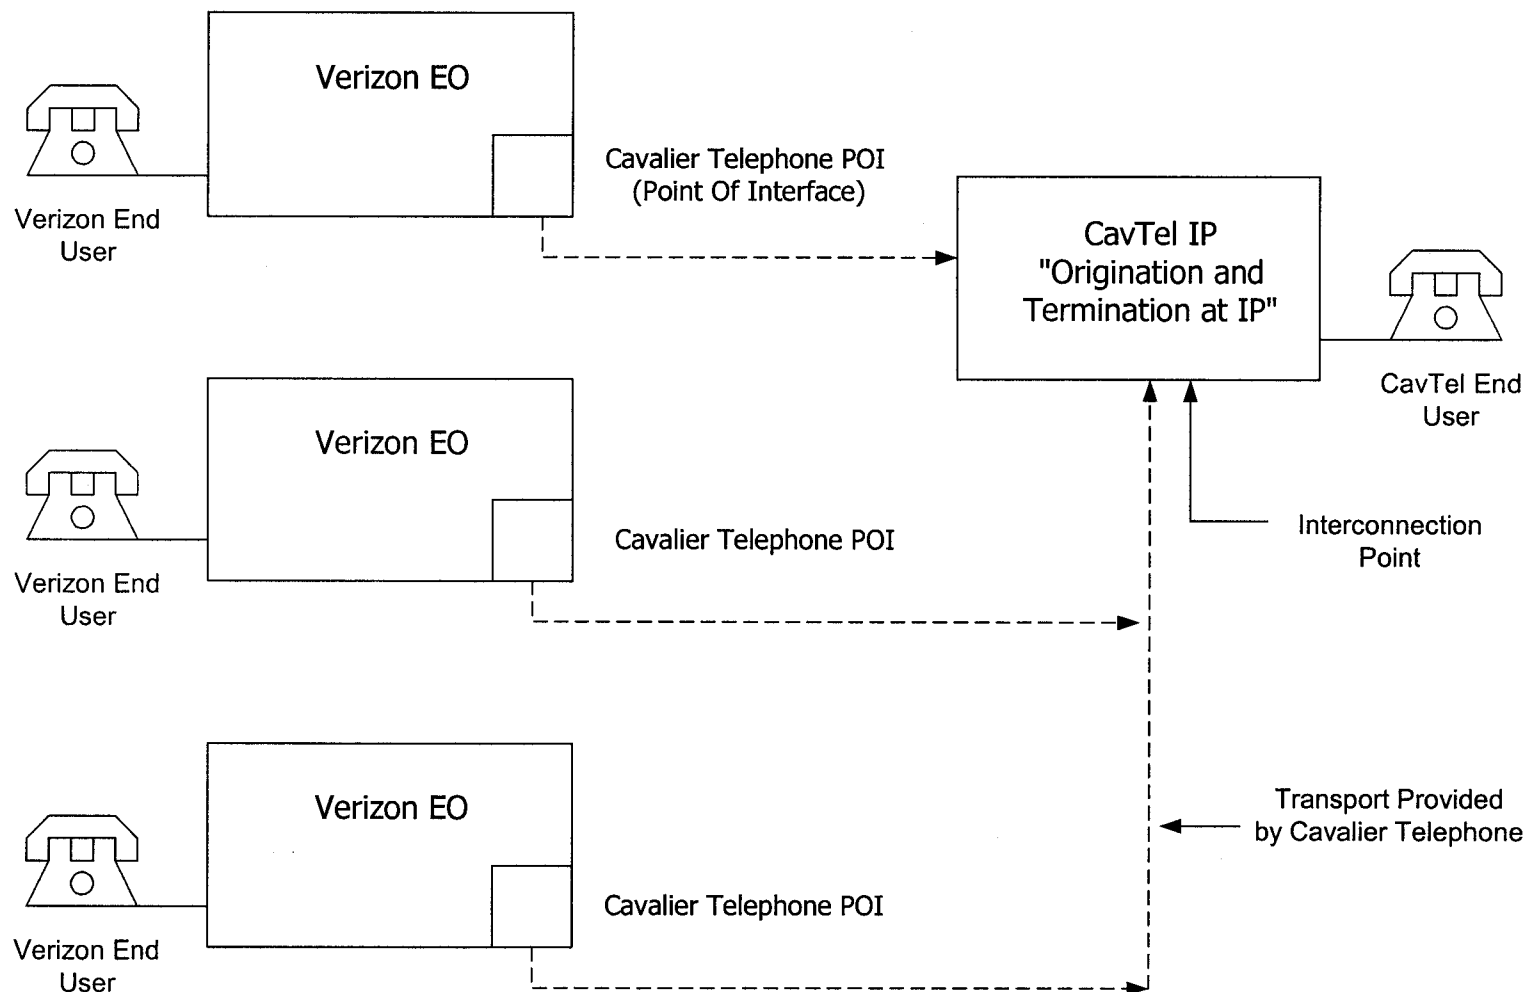 Verizon EO
Verizon End
User
Cavalier Telephone POI
(Point Of Interface)
CavTel IP
"Origination and
Termination at IP"
CavTel End
User
Verizon EO
Verizon End
User
Cavalier Telephone POI
Interconnection
Point
Verizon EO
Verizon End
User
Cavalier Telephone POI
Transport Provided
by Cavalier Telephone